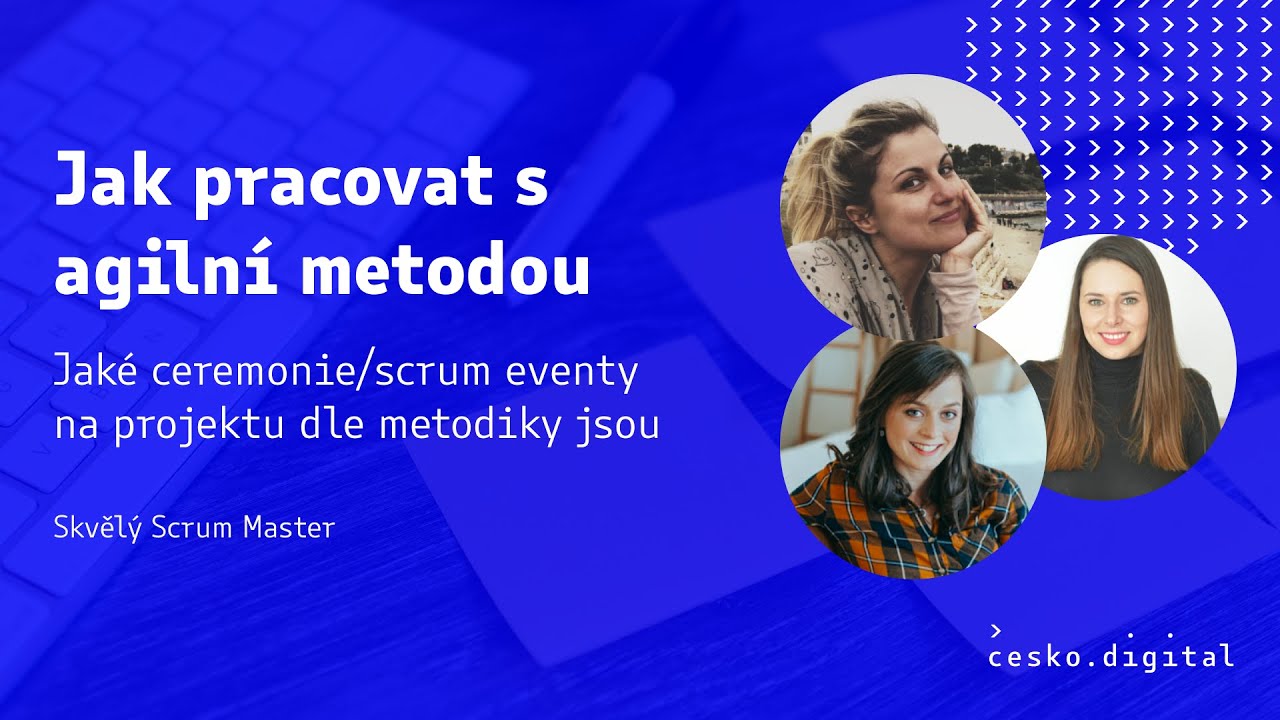 Jak pracovat s
agilní metodou
Jaké ceremonie/scrum eventy
na projektu dle metodiky jsou
Skvělý Scrum Master
cesko.digital